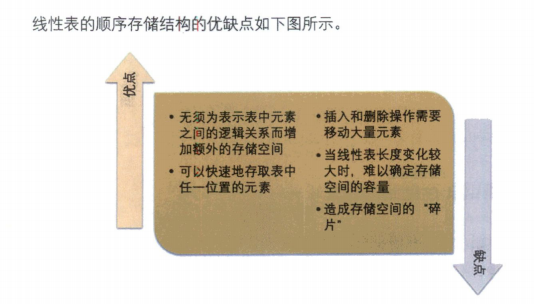 线性表的顺序存储结构的优缺点如下图所示。
优点
• 无须为表示表中元素
之间的逻辑关系而增
加额外的存储空间
• 可以快速地存取表中
任一位置的元素
• 插入和删除操作需要
移动大量元素
• 当线性表长度变化较
大时，难以确定存储
空间的容量
• 造成存储空间的“碎
片”
缺点